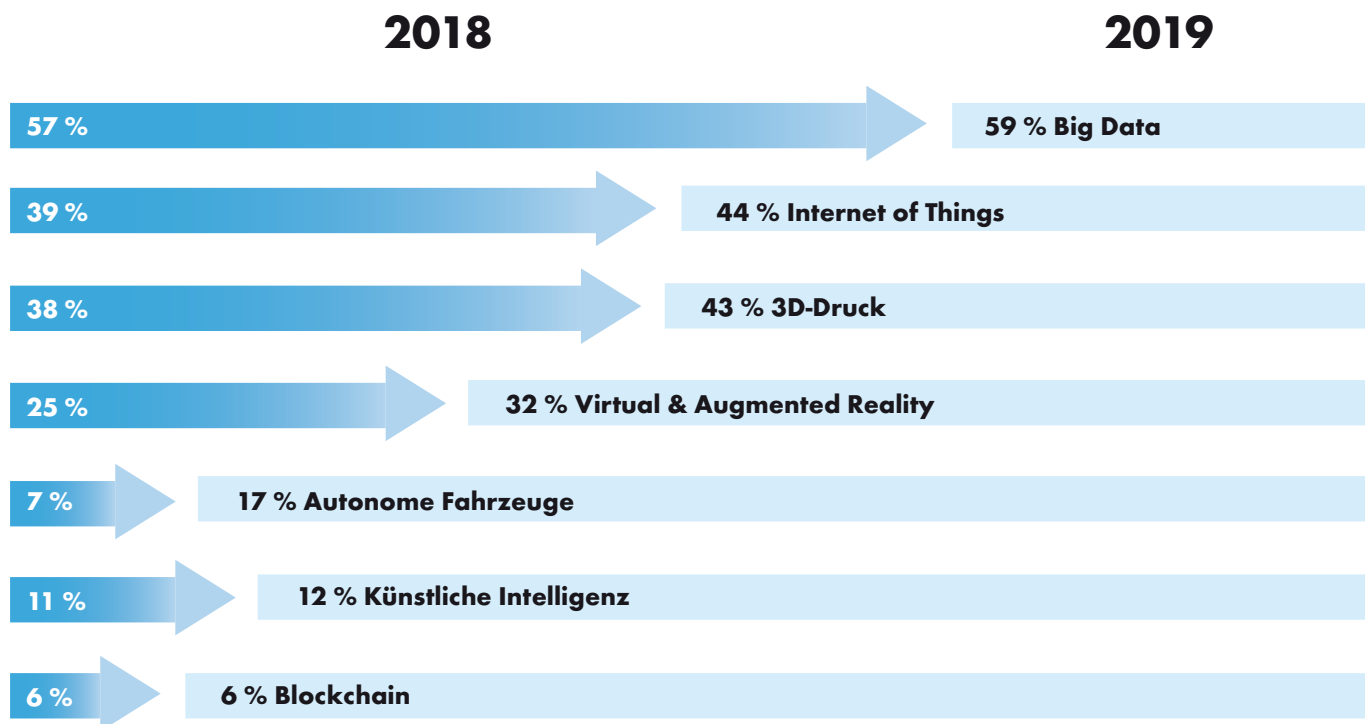 2018 2019
57 % 59 % Big Data
39 % 44 % Internet of Things
38 % 43 % 3D-Druck
25 % 32 % Virtual & Augmented Reality
7 % 17 % Autonome Fahrzeuge
11 % 12 % Künstliche Intelligenz
6 % 6 % Blockchain